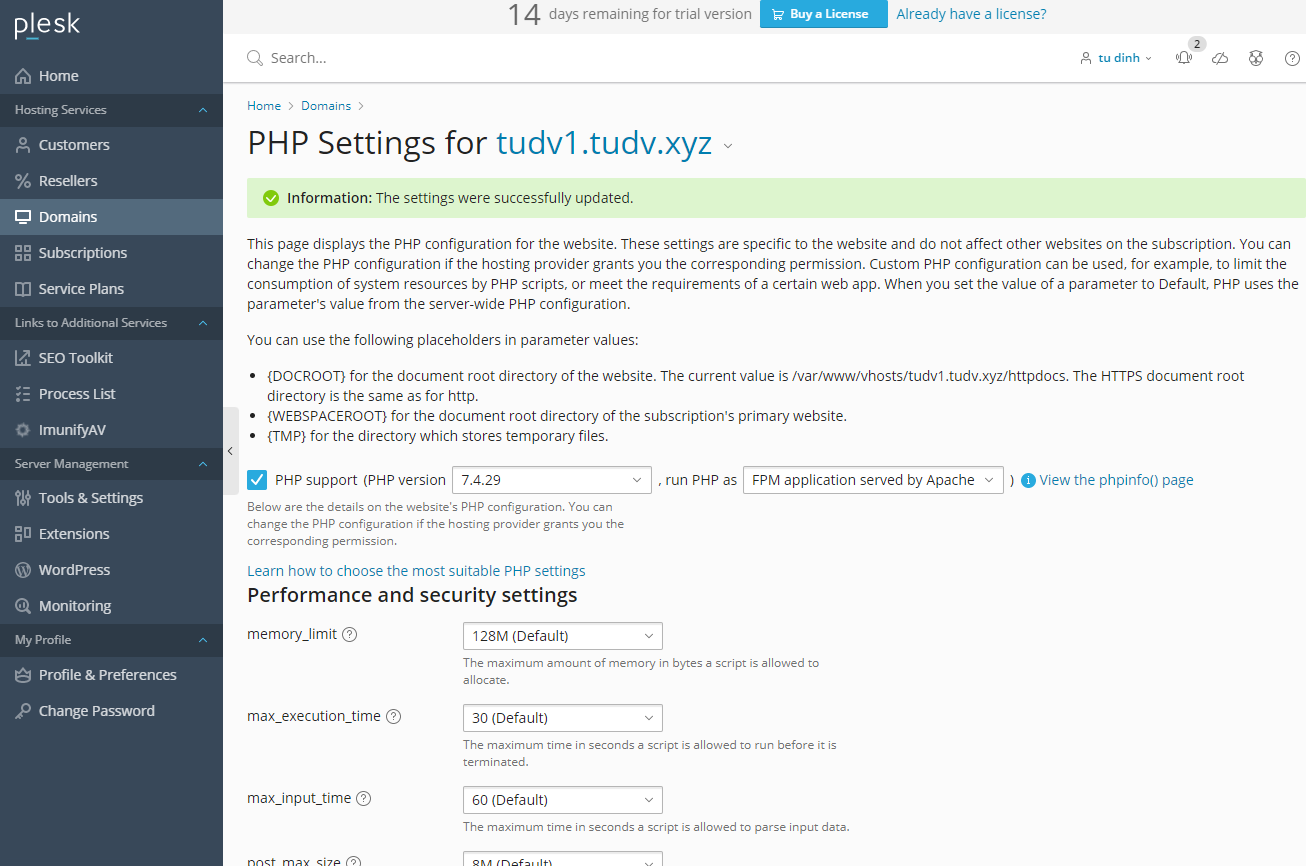 plesk
14 days remaining for trial version Buy a License Already have a license?
Search... tu dinh 2
Home
Hosting Services
Customers
Resellers
Domains
Subscriptions
Service Plans
Links to Additional Services
SEO Toolkit
Process List
ImunifyAV
Server Management
Tools & Settings
Extensions
WordPress
Monitoring
My Profile
Profile & Preferences
Change Password
Home > Domains >
PHP Settings for tudv1.tudv.xyz
Information: The settings were successfully updated.
This page displays the PHP configuration for the website. These settings are specific to the website and do not affect other websites on the subscription. You can
change the PHP configuration if the hosting provider grants you the corresponding permission. Custom PHP configuration can be used, for example, to limit the
consumption of system resources by PHP scripts, or meet the requirements of a certain web app. When you set the value of a parameter to Default, PHP uses the
parameter's value from the server-wide PHP configuration.
You can use the following placeholders in parameter values:
• {DOCROOT} for the document root directory of the website. The current value is /var/www/vhosts/tudv1.tudv.xyz/httpdocs. The HTTPS document root
directory is the same as for http.
• {WEBSPACEROOT} for the document root directory of the subscription's primary website.
• {TMP} for the directory which stores temporary files.
PHP support (PHP version 7.4.29 , run PHP as FPM application served by Apache ) View the phpinfo() page
Below are the details on the website's PHP configuration. You can
change the PHP configuration if the hosting provider grants you the
corresponding permission.
Learn how to choose the most suitable PHP settings
Performance and security settings
memory_limit 128M (Default)
The maximum amount of memory in bytes a script is allowed to
allocate.
max_execution_time 30 (Default)
The maximum time in seconds a script is allowed to run before it is
terminated.
max_input_time 60 (Default)
The maximum time in seconds a script is allowed to parse input data.
post_max_size 8M (Default)